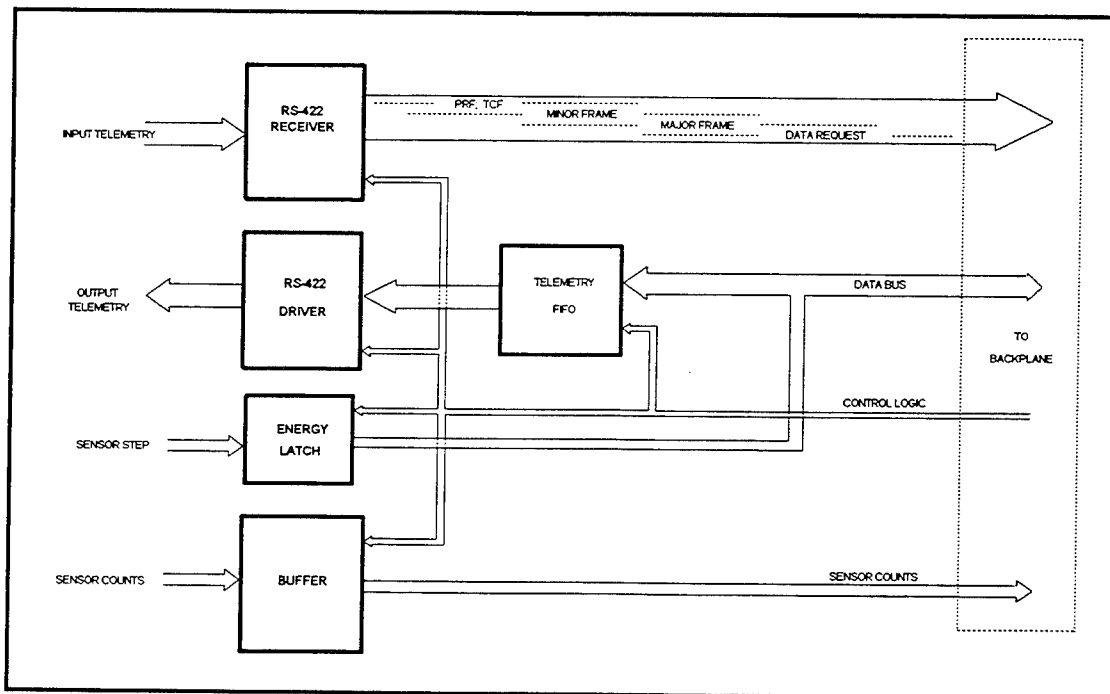 RS-422
RECEIVER
PRF, TCF
MINOR FRAME
MAJOR FRAME
DATA REQUEST
INPUT TELEMETRY
RS-422
DRIVER
TELEMETRY
FIFO
DATA BUS
OUTPUT
TELEMETRY
TO
BACKPLANE
CONTROL LOGIC
ENERGY
LATCH
SENSOR STEP
BUFFER
SENSOR COUNTS
SENSOR COUNTS